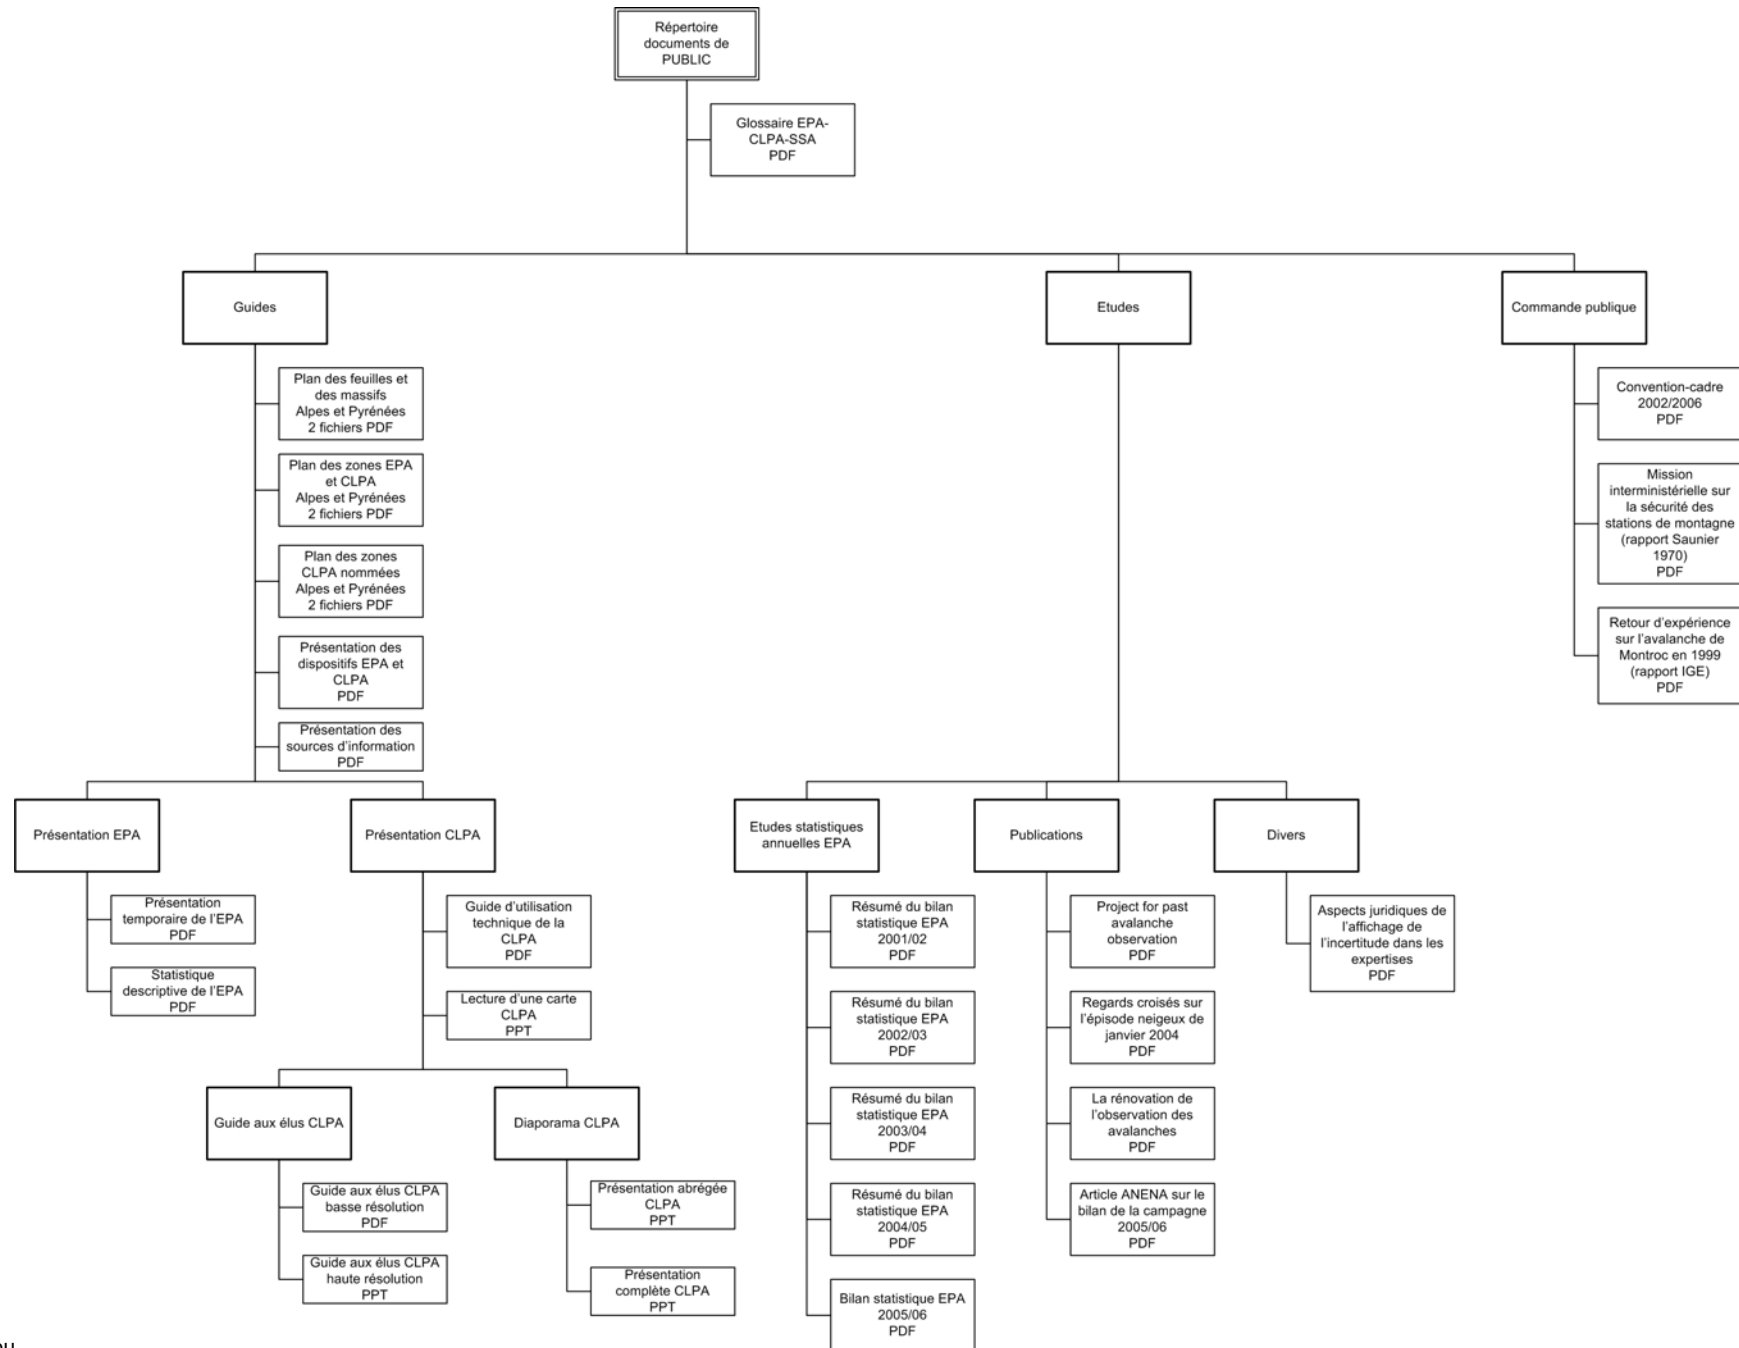 Répertoire
documents de
PUBLIC
Glossaire EPA-
CLPA-SSA
PDF
Guides
Etudes
Commande publique
Plan des feuilles et
des massifs
Alpes et Pyrénées
2 fichiers PDF
Plan des zones EPA
et CLPA
Alpes et Pyrénées
2 fichiers PDF
Plan des zones
CLPA nommées
Alpes et Pyrénées
2 fichiers PDF
Présentation des
dispositifs EPA et
CLPA
PDF
Présentation des
sources d'information
PDF
Convention-cadre
2002/2006
PDF
Mission
interministérielle sur
la sécurité des
stations de montagne
(rapport Saunier
1970)
PDF
Retour d'expérience
sur l'avalanche de
Montroc en 1999
(rapport IGE)
PDF
Présentation EPA
Présentation CLPA
Etudes statistiques
annuelles EPA
Publications
Divers
Présentation
temporaire de l'EPA
PDF
Statistique
descriptive de l'EPA
PDF
Guide d'utilisation
technique de la
CLPA
PDF
Lecture d'une carte
CLPA
PPT
Guide aux élus CLPA
Diaporama CLPA
Guide aux élus CLPA
basse résolution
PDF
Guide aux élus CLPA
haute résolution
PPT
Présentation abrégée
CLPA
PPT
Présentation
complète CLPA
PPT
Résumé du bilan
statistique EPA
2001/02
PDF
Résumé du bilan
statistique EPA
2002/03
PDF
Résumé du bilan
statistique EPA
2003/04
PDF
Résumé du bilan
statistique EPA
2004/05
PDF
Bilan statistique EPA
2005/06
PDF
Project for past
avalanche
observation
PDF
Regards croisés sur
l'épisode neigeux de
janvier 2004
PDF
La rénovation de
l'observation des
avalanches
PDF
Article ANENA sur le
bilan de la campagne
2005/06
PDF
Aspects juridiques de
l'affichage de
l'incertitude dans les
expertises
PDF